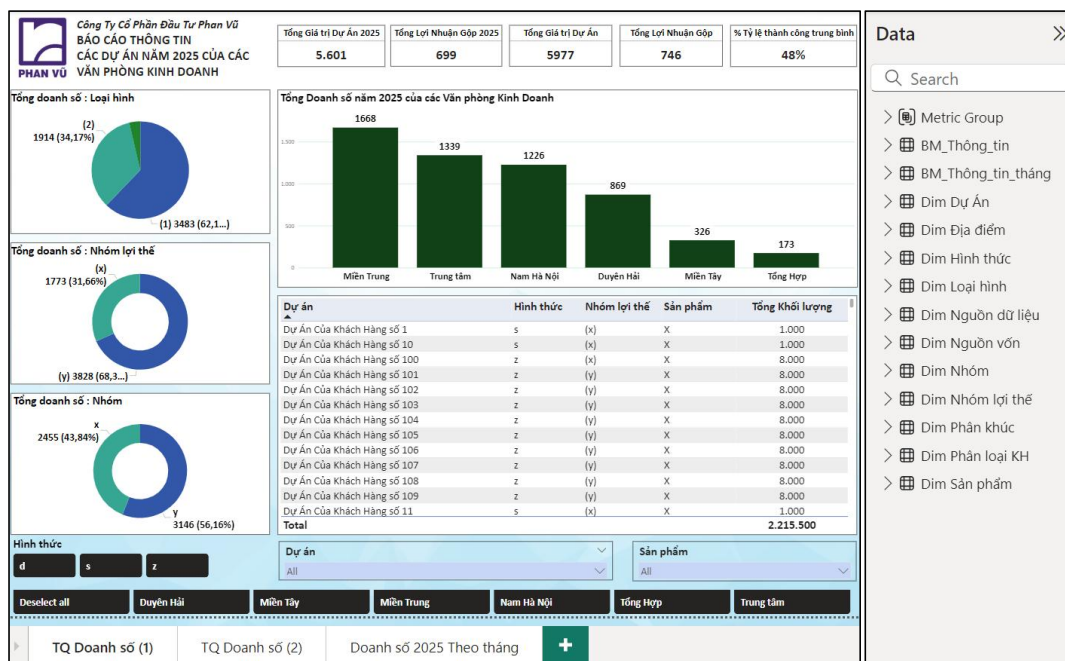 Công Ty Cổ Phần Đầu Tư Phan Vũ
BÁO CÁO THÔNG TIN
CÁC DỰ ÁN NĂM 2025 CỦA CÁC
VĂN PHÒNG KINH DOANH
PHAN VŨ
Tổng Giá trị Dự Án 2025
5.601
Tổng Lợi Nhuận Gộp 2025
699
Tổng Giá trị Dự Án
5977
Tổng Lợi Nhuận Gộp
746
% Tỷ lệ thành công trung bình
48%
Tổng doanh số : Loại hình
(2)
1914 (34,17%)
(1) 3483 (62,1...)
Tổng doanh số : Nhóm lợi thế
(x)
1773 (31,66%)
(y) 3828 (68,3...)
Tổng doanh số : Nhóm
x
2455 (43,84%)
y
3146 (56,16%)
Tổng Doanh số năm 2025 của các Văn phòng Kinh Doanh
1.500
1.000
500
0
1668
1339
1226
869
326
173
Miền Trung Trung tâm Nam Hà Nội Duyên Hải Miền Tây Tổng Hợp
Dự án Hình thức Nhóm lợi thế Sản phẩm Tổng Khối lượng
Dự Án Của Khách Hàng số 1 s (x) X 1.000
Dự Án Của Khách Hàng số 10 s (x) X 1.000
Dự Án Của Khách Hàng số 100 z (x) X 8.000
Dự Án Của Khách Hàng số 101 z (y) X 8.000
Dự Án Của Khách Hàng số 102 z (y) X 8.000
Dự Án Của Khách Hàng số 103 z (y) X 8.000
Dự Án Của Khách Hàng số 104 z (y) X 8.000
Dự Án Của Khách Hàng số 105 z (y) X 8.000
Dự Án Của Khách Hàng số 106 z (y) X 8.000
Dự Án Của Khách Hàng số 107 z (y) X 8.000
Dự Án Của Khách Hàng số 108 z (y) X 8.000
Dự Án Của Khách Hàng số 109 z (y) X 8.000
Dự Án Của Khách Hàng số 11 s (x) X 1.000
Total 2.215.500
Hình thức
d s z
Dự án
All
Sản phẩm
All
Deselect all Duyên Hải Miền Tây Miền Trung Nam Hà Nội Tổng Hợp Trung tâm
TQ Doanh số (1) TQ Doanh số (2) Doanh số 2025 Theo tháng +
Data
Search
Metric Group
BM_Thông_tin
BM_Thông_tin_tháng
Dim Dự Án
Dim Địa điểm
Dim Hình thức
Dim Loại hình
Dim Nguồn dữ liệu
Dim Nguồn vốn
Dim Nhóm
Dim Nhóm lợi thế
Dim Phân khúc
Dim Phân loại KH
Dim Sản phẩm